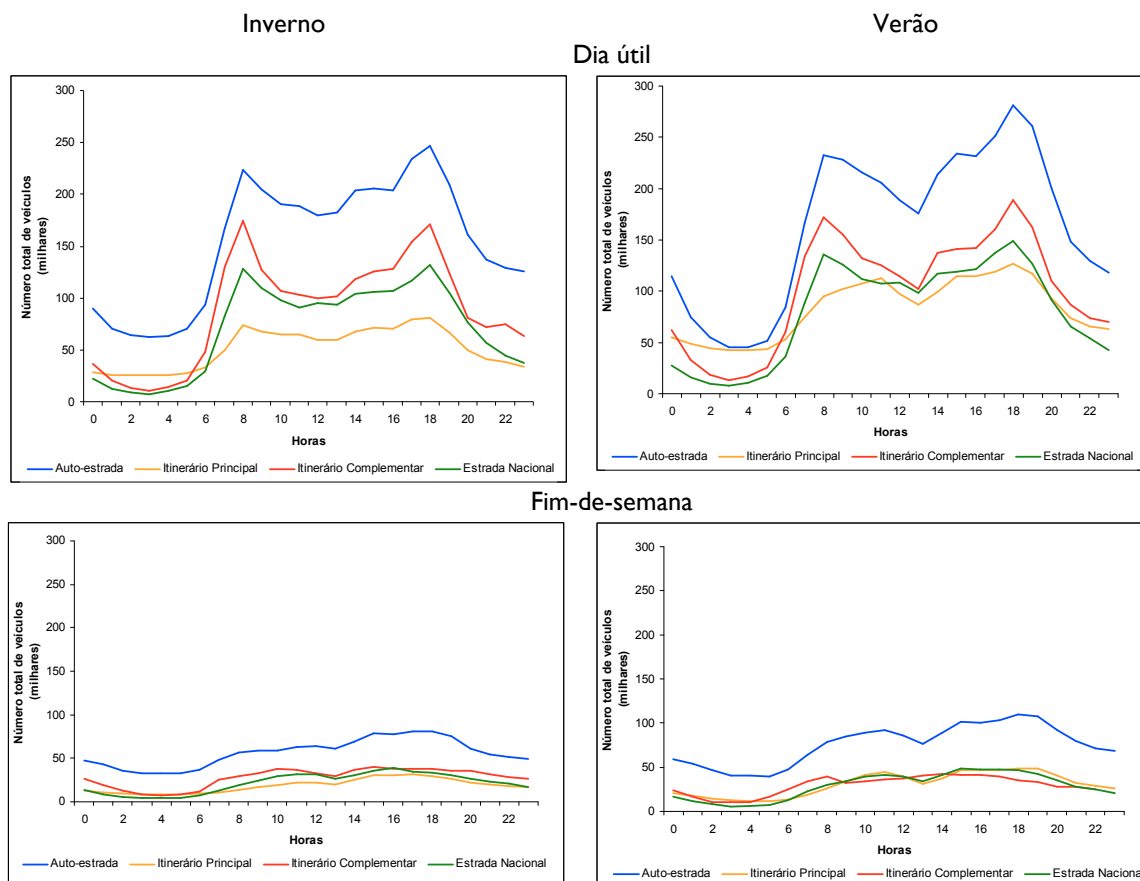 Inverno
Verão
Dia útil
Número total de veículos
(milhares)
300
250
200
150
100
50
0
0 2 4 6 8 10 12 14 16 18 20 22
Horas
Auto-estrada Itinerário Principal Itinerário Complementar Estrada Nacional
Número total de veículos
(milhares)
300
250
200
150
100
50
0
0 2 4 6 8 10 12 14 16 18 20 22
Horas
Auto-estrada Itinerário Principal Itinerário Complementar Estrada Nacional
Fim-de-semana
Número total de veículos
(milhares)
300
250
200
150
100
50
0
0 2 4 6 8 10 12 14 16 18 20 22
Horas
Auto-estrada Itinerário Principal Itinerário Complementar Estrada Nacional
Número total de veículos
(milhares)
300
250
200
150
100
50
0
0 2 4 6 8 10 12 14 16 18 20 22
Horas
Auto-estrada Itinerário Principal Itinerário Complementar Estrada Nacional